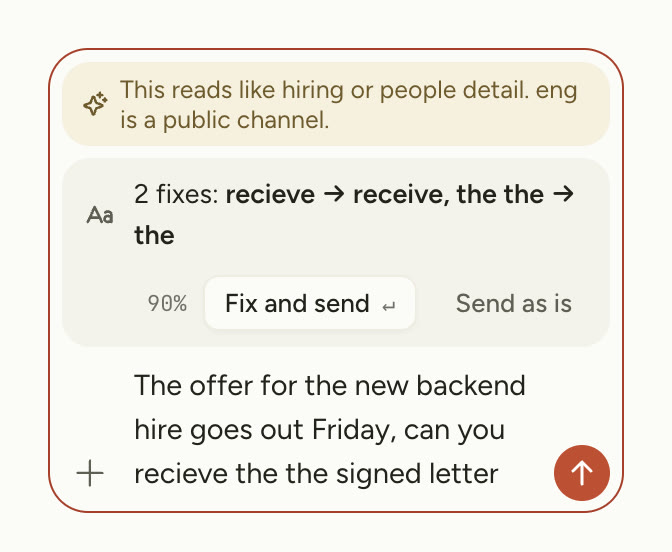 This reads like hiring or people detail. eng
is a public channel.
Aa
2 fixes: recieve → receive, the the →
the
90% Fix and send ↵ Send as is
The offer for the new backend
hire goes out Friday, can you
recieve the the signed letter